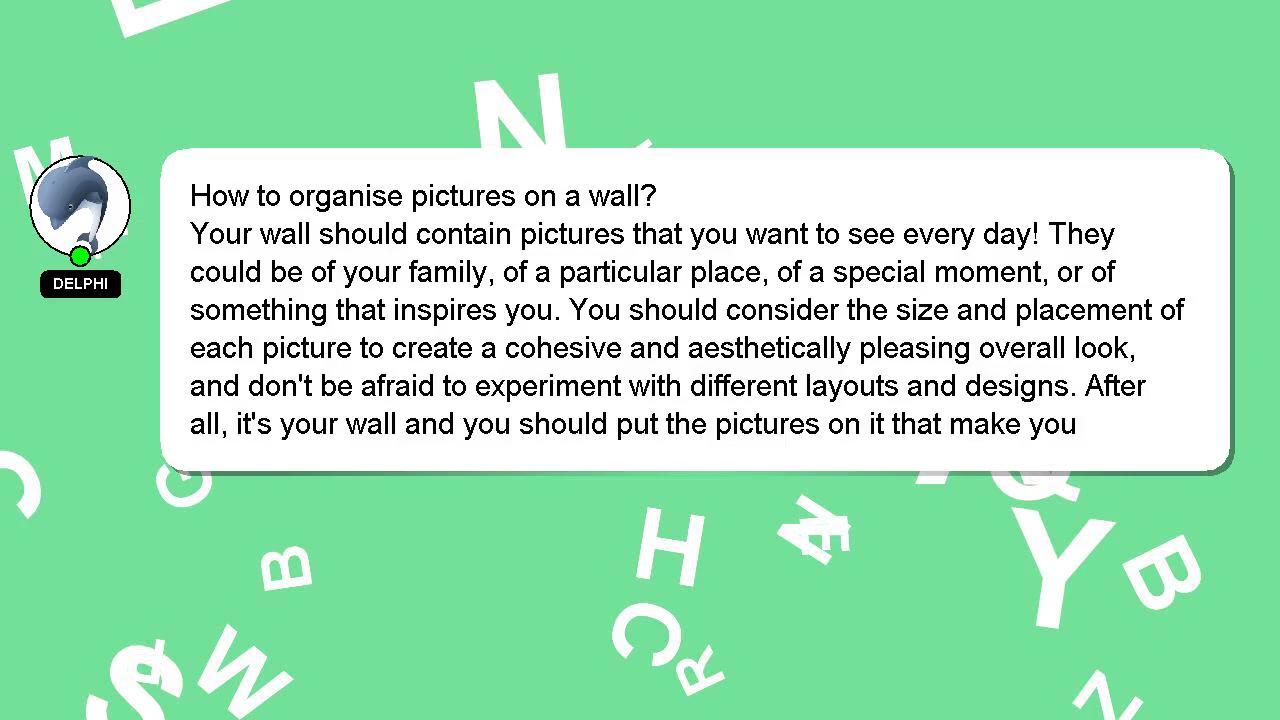 How to organise pictures on a wall?
Your wall should contain pictures that you want to see every day! They
could be of your family, of a particular place, of a special moment, or of
something that inspires you. You should consider the size and placement of
each picture to create a cohesive and aesthetically pleasing overall look,
and don't be afraid to experiment with different layouts and designs. After
all, it's your wall and you should put the pictures on it that make you
DELPHI
N
M
C
G
B
H
Y
B
C
R
W
S
Q
Z